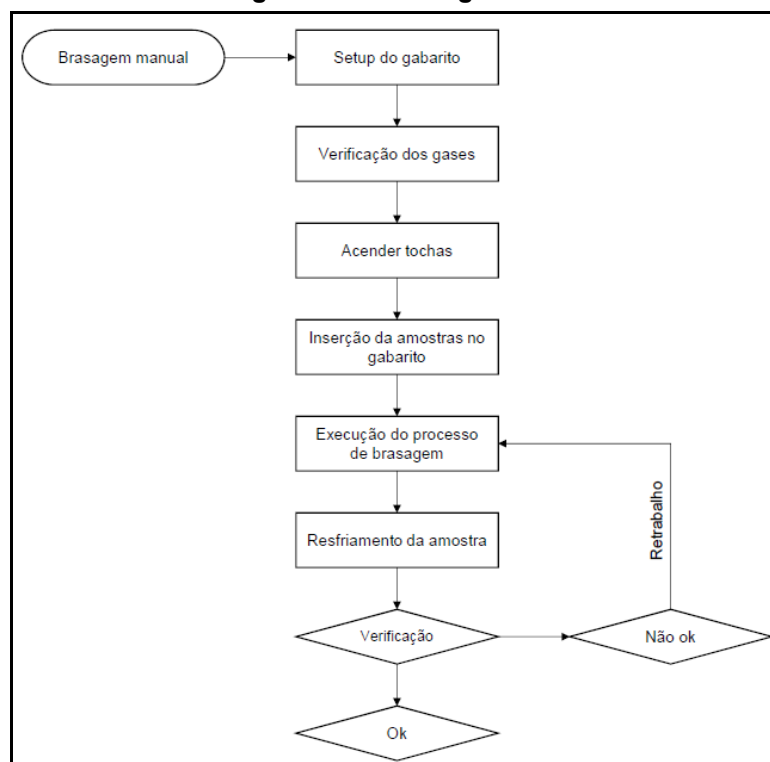 Brasagem manual
Setup do gabarito
Verificação dos gases
Acender tochas
Inserção da amostras no
gabarito
Execução do processo
de brasagem
Retrabalho
Resfriamento da amostra
Verificação
Não ok
Ok